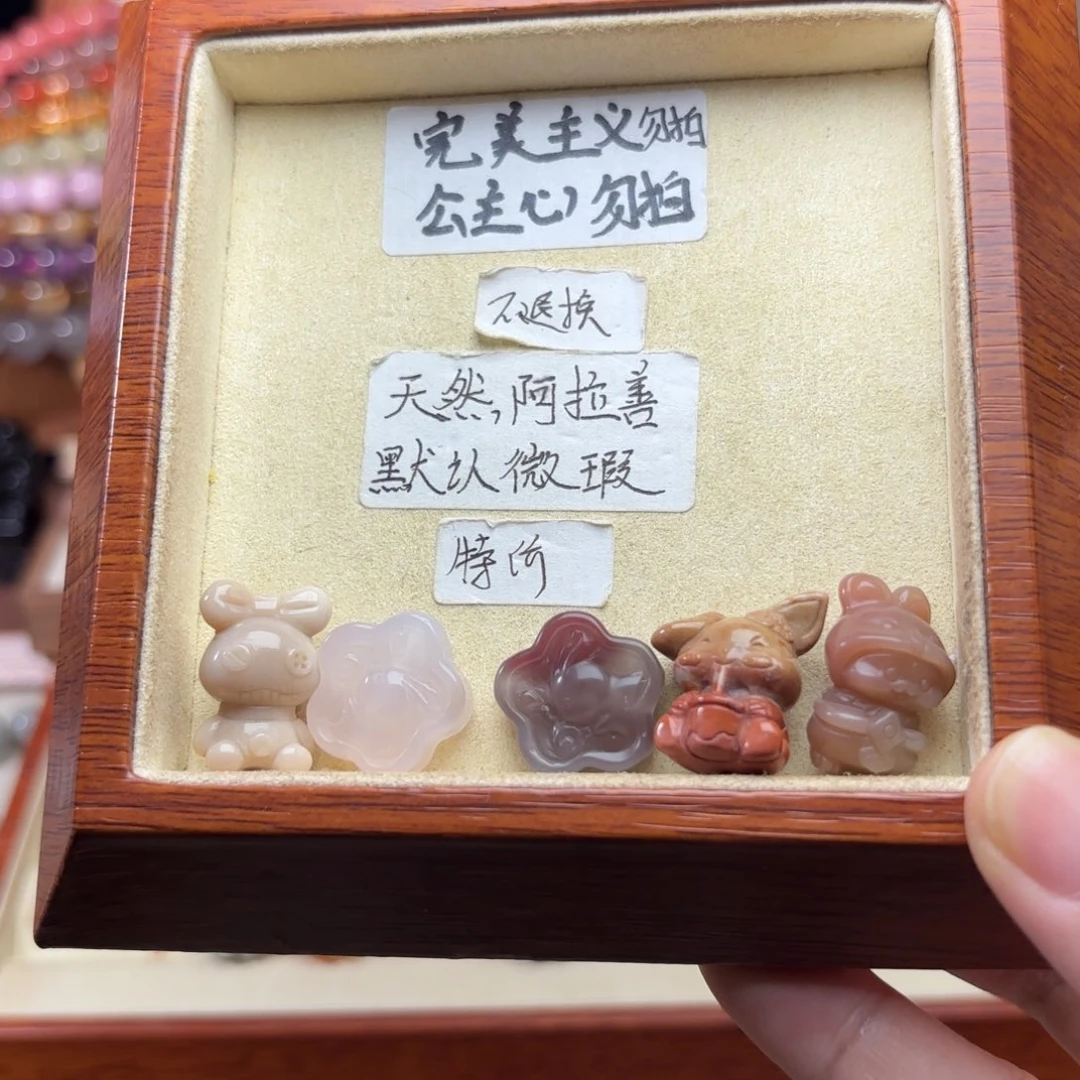 完美主义勿拍
公主心勿拍
不退换
天然,阿拉善
默认微瑕
特价